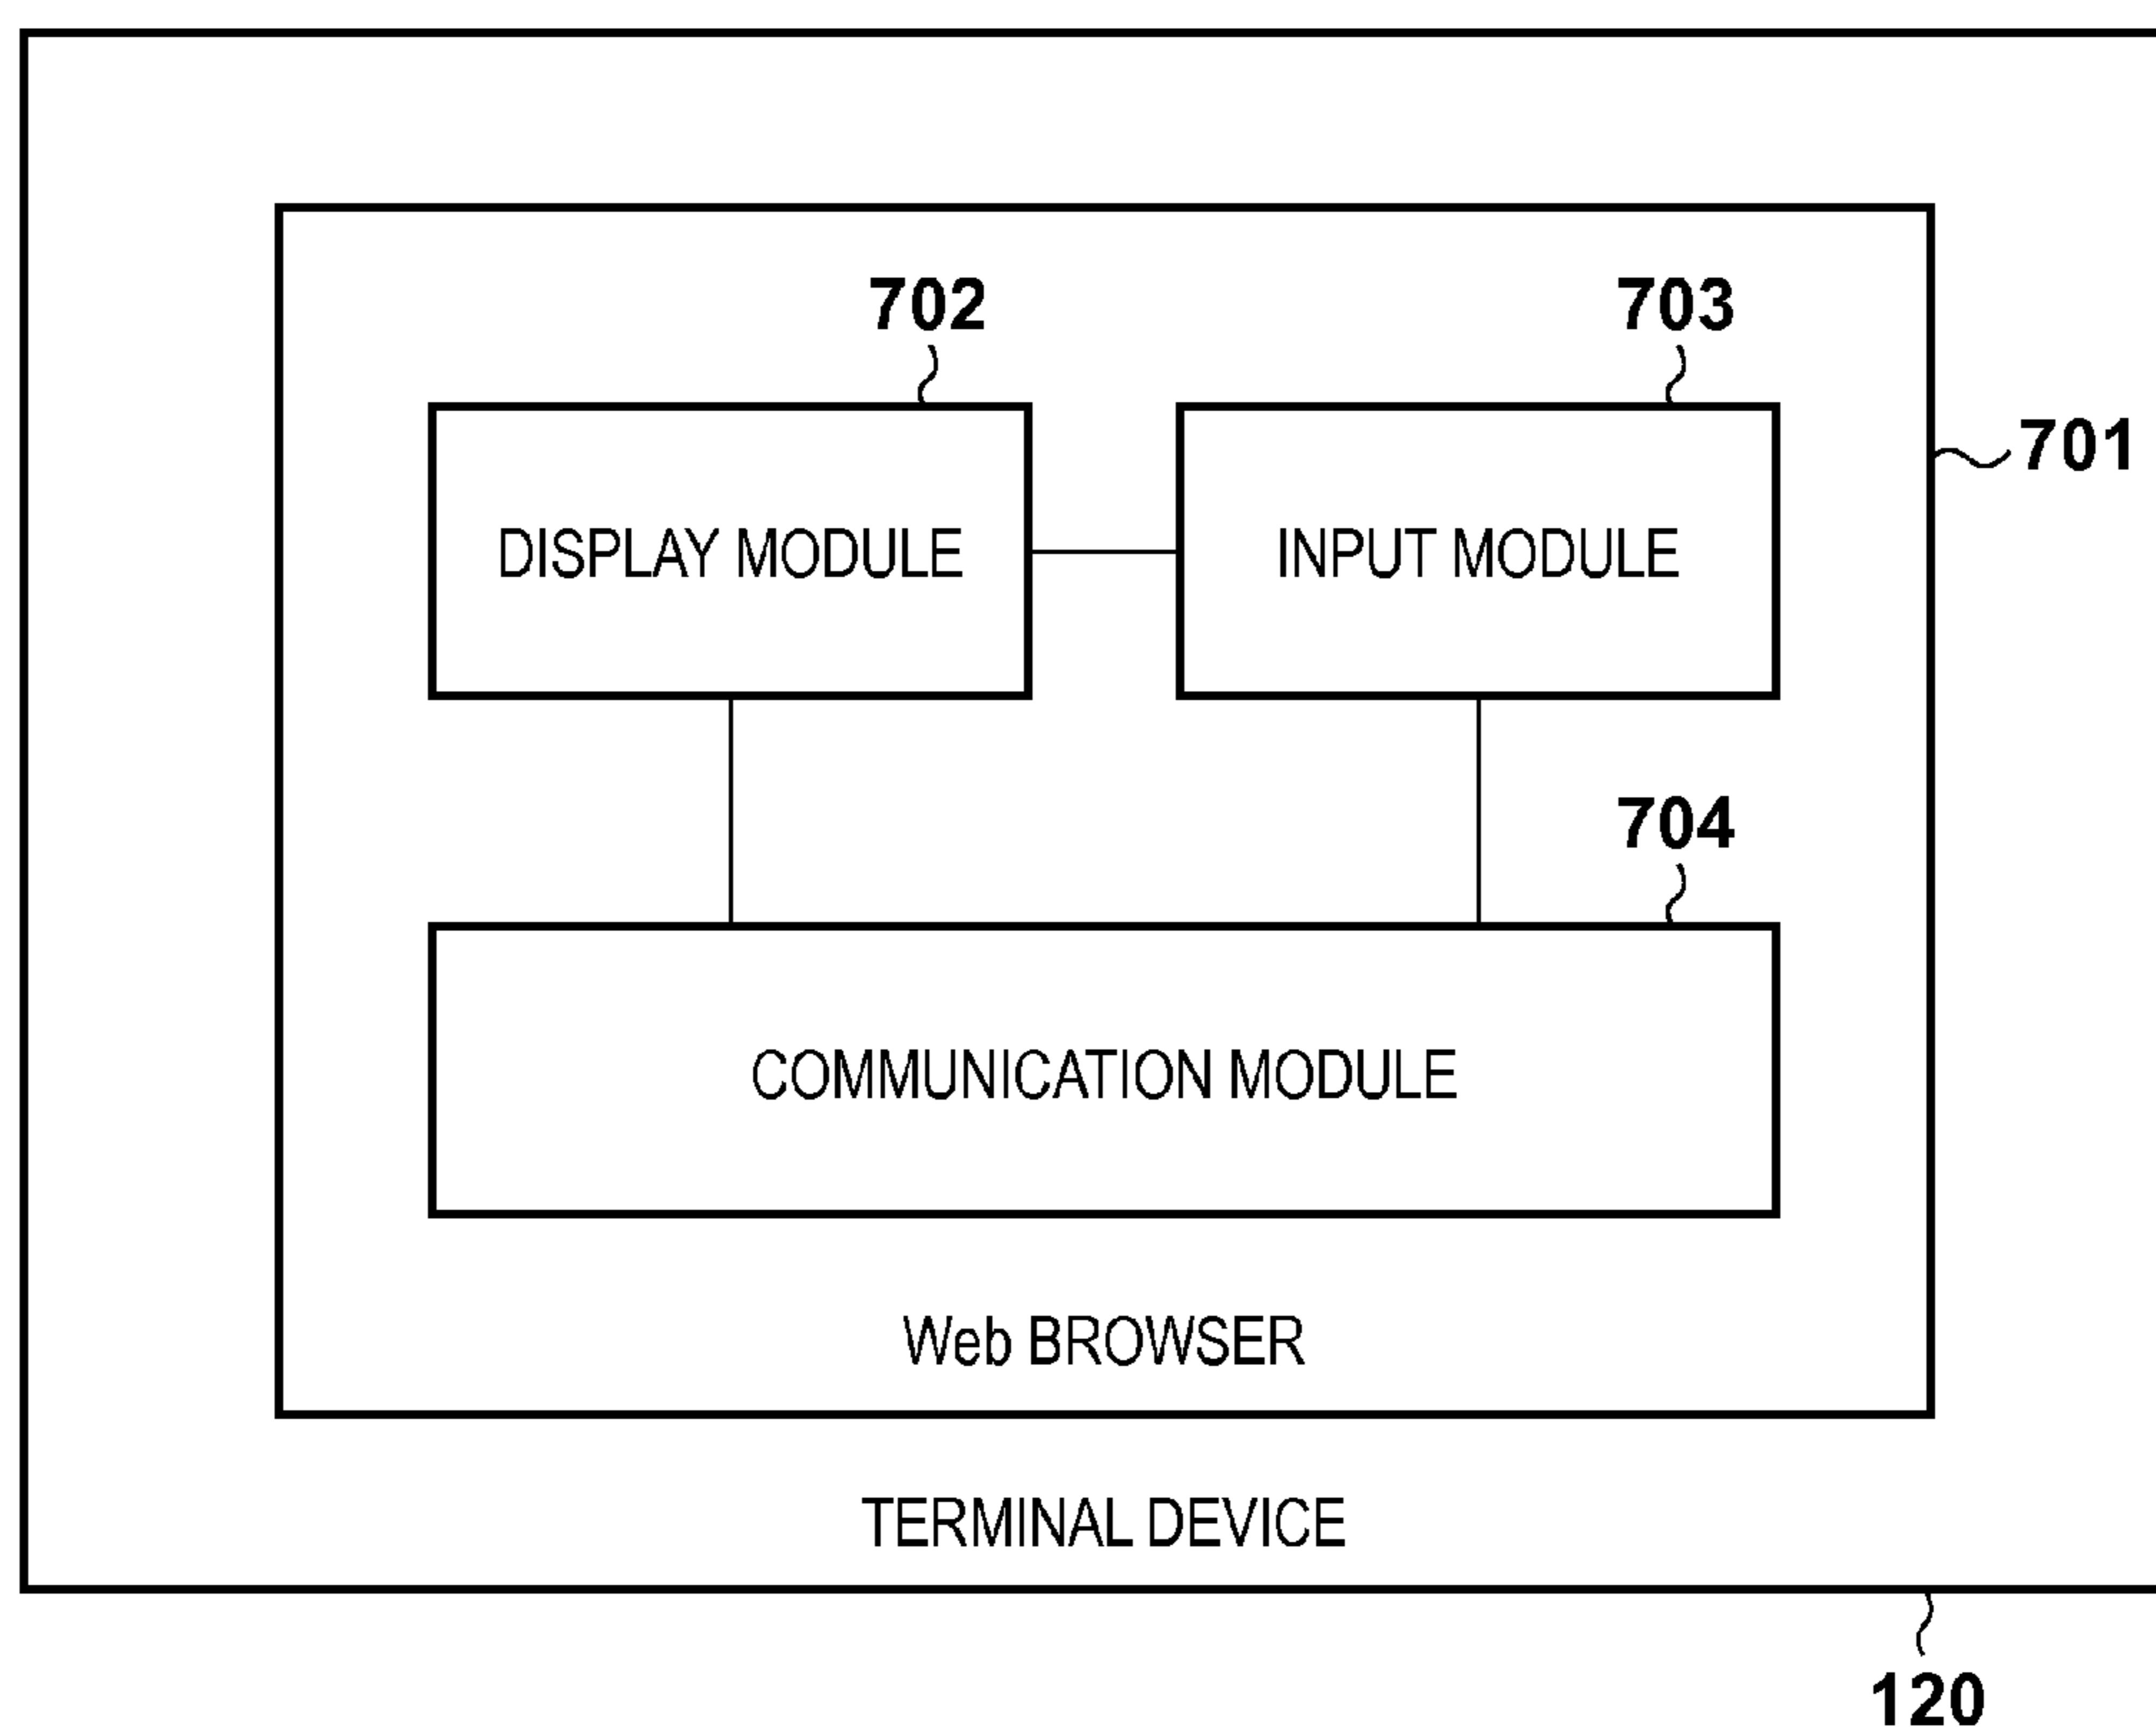 702
703
701
DISPLAY MODULE
INPUT MODULE
704
COMMUNICATION MODULE
Web BROWSER
TERMINAL DEVICE
120